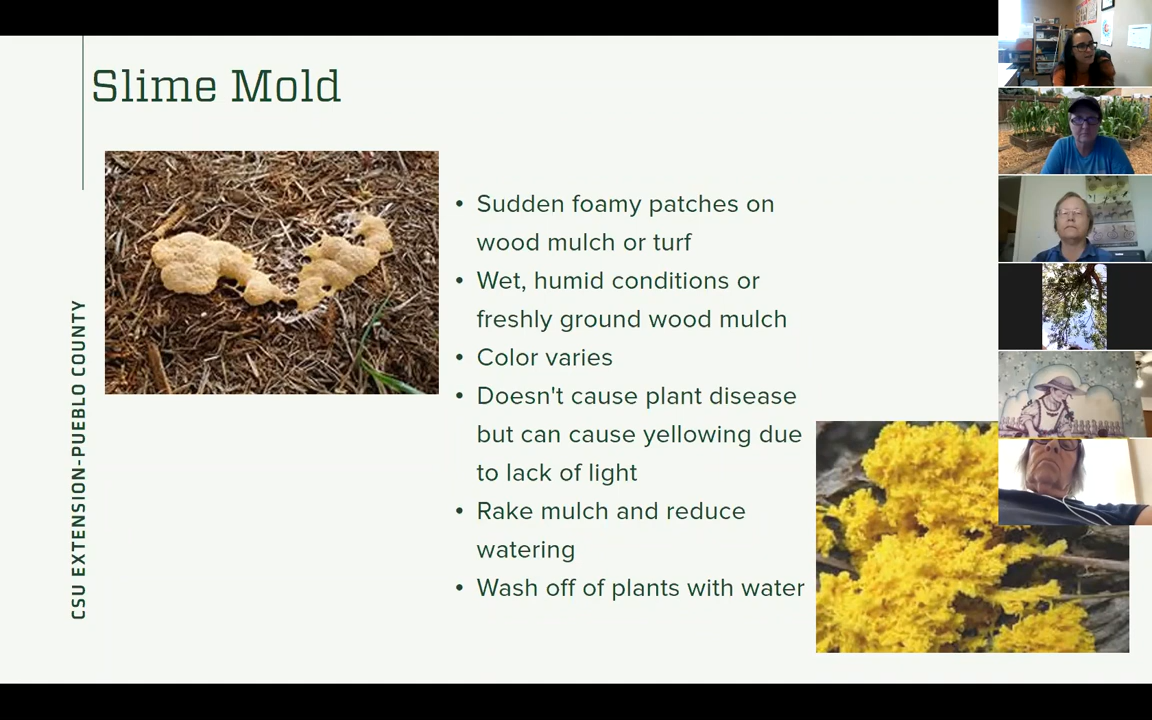 Slime Mold
• Sudden foamy patches on
wood mulch or turf
• Wet, humid conditions or
freshly ground wood mulch
• Color varies
• Doesn't cause plant disease
but can cause yellowing due
to lack of light
• Rake mulch and reduce
watering
• Wash off of plants with water
CSU EXTENSION-PUEBLO COUNTY